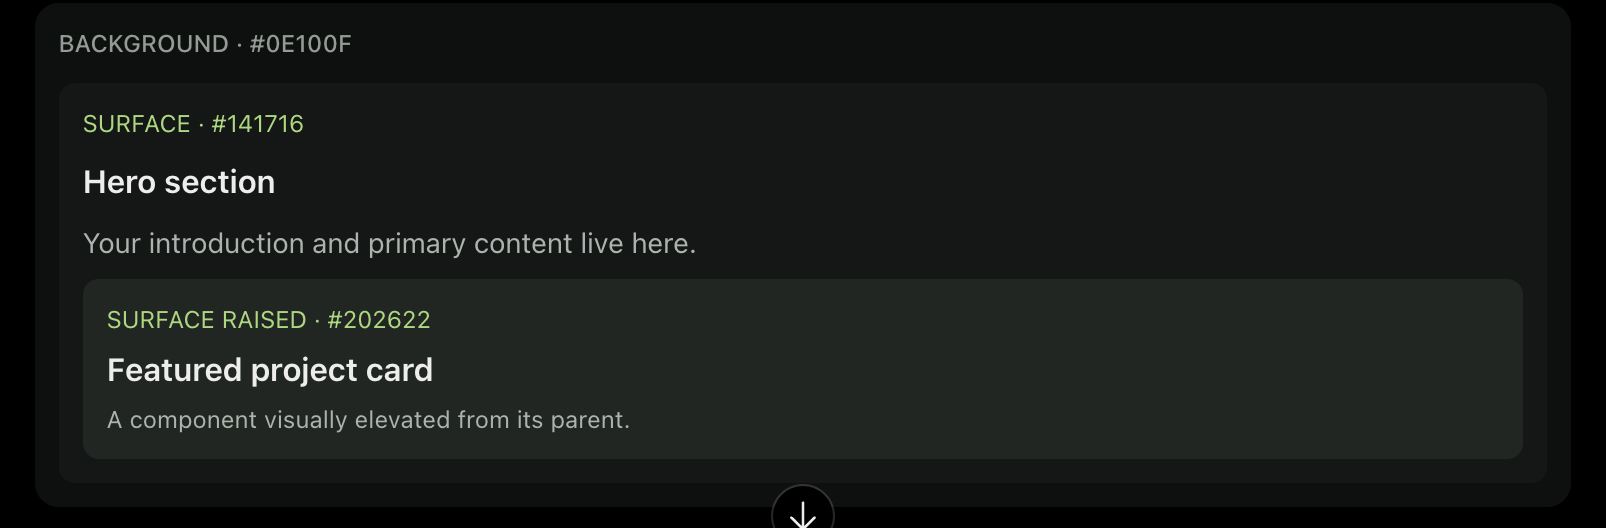 BACKGROUND · #0E100F
SURFACE · #141716
Hero section
Your introduction and primary content live here.
SURFACE RAISED · #202622
Featured project card
A component visually elevated from its parent.